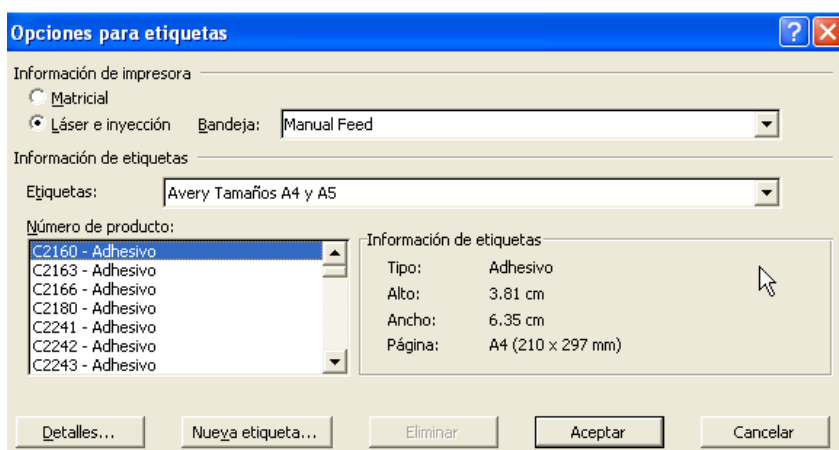 Opciones para etiquetas
Información de impresora
Matricial
Láser e inyección Bandeja: Manual Feed
Información de etiquetas
Etiquetas: Avery Tamaños A4 y A5
Número de producto:
C2160 - Adhesivo
C2163 - Adhesivo
C2166 - Adhesivo
C2180 - Adhesivo
C2241 - Adhesivo
C2242 - Adhesivo
C2243 - Adhesivo
Información de etiquetas
Tipo: Adhesivo
Alto: 3.81 cm
Ancho: 6.35 cm
Página: A4 (210 x 297 mm)
Detalles... Nueva etiqueta... Eliminar Aceptar Cancelar